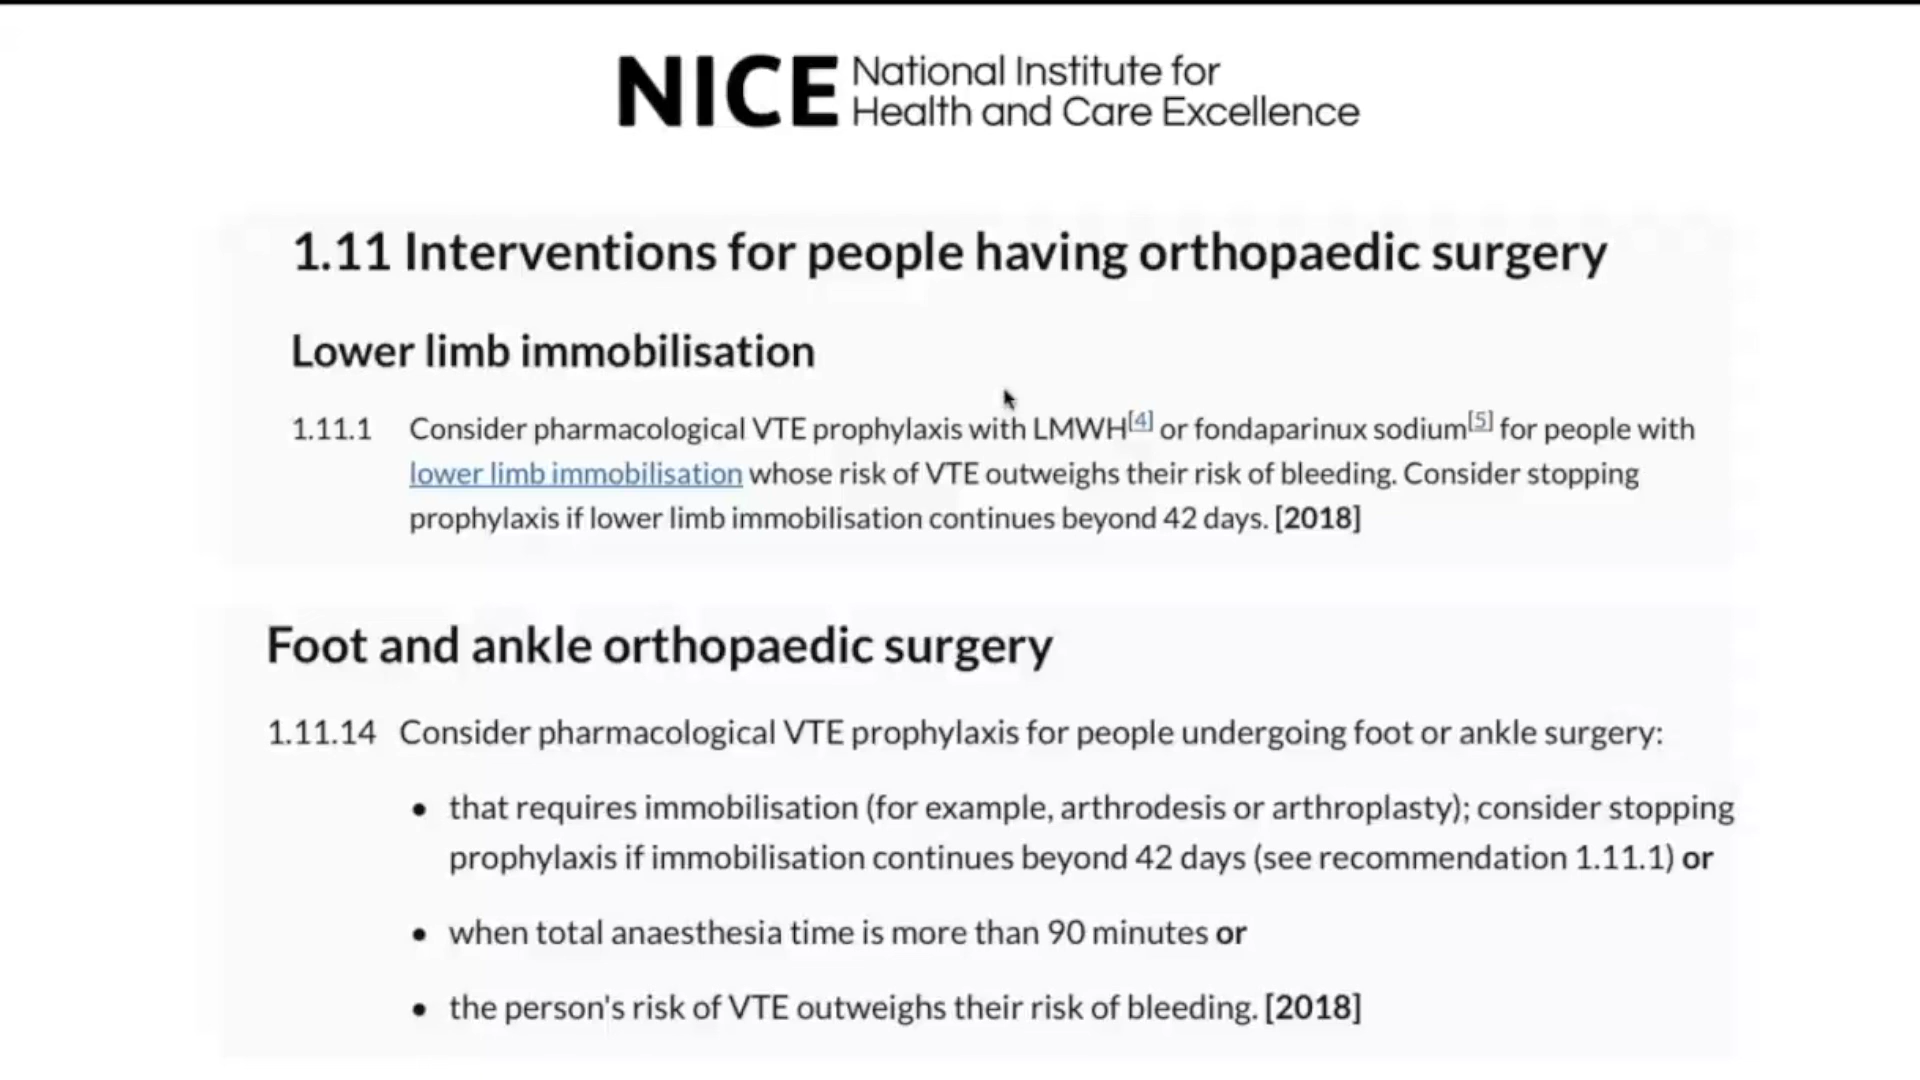 NICE National Institute for
Health and Care Excellence
1.11 Interventions for people having orthopaedic surgery
Lower limb immobilisation
1.11.1 Consider pharmacological VTE prophylaxis with LMWH[4] or fondaparinux sodium[5] for people with
lower limb immobilisation whose risk of VTE outweighs their risk of bleeding. Consider stopping
prophylaxis if lower limb immobilisation continues beyond 42 days. [2018]
Foot and ankle orthopaedic surgery
1.11.14 Consider pharmacological VTE prophylaxis for people undergoing foot or ankle surgery:
• that requires immobilisation (for example, arthrodesis or arthroplasty); consider stopping
prophylaxis if immobilisation continues beyond 42 days (see recommendation 1.11.1) or
• when total anaesthesia time is more than 90 minutes or
• the person's risk of VTE outweighs their risk of bleeding. [2018]